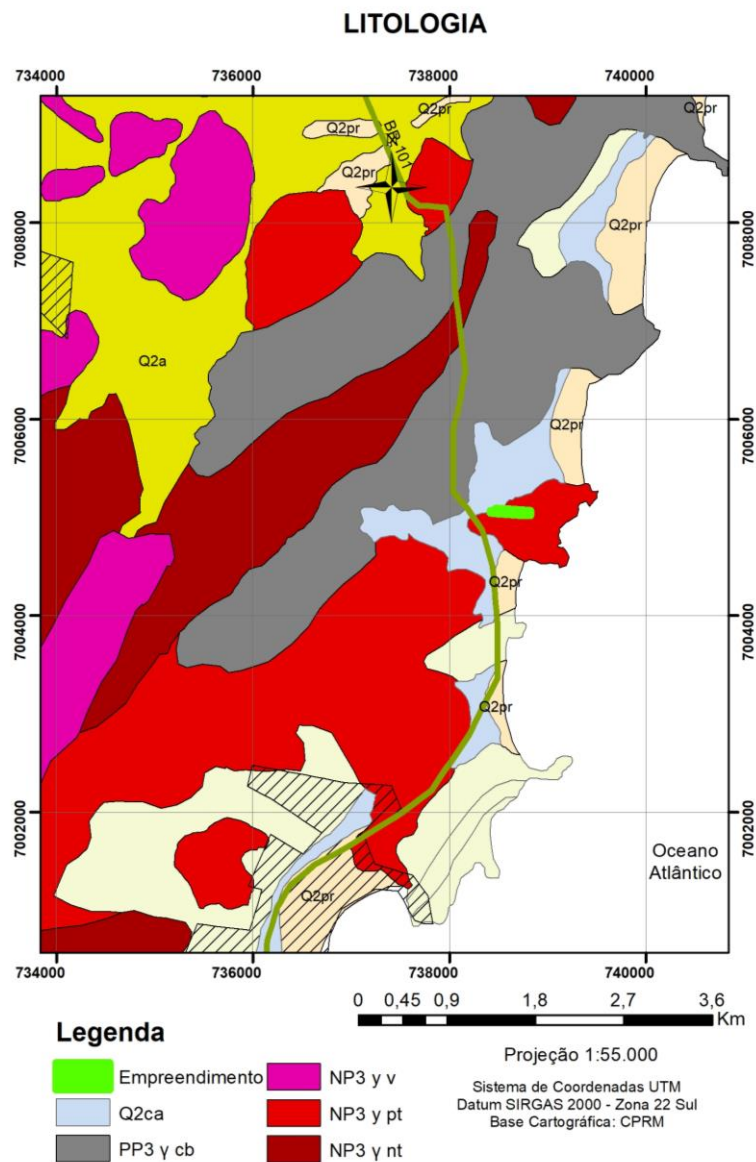 LITOLOGIA
734000 736000 738000 740000
Q2pr
Q2pr
Q2pr
BR-101
Q2pr
7008000 7008000
Q2pr
Q2a
7006000 7006000
Q2pr
Q2pr
7004000 7004000
Q2pr
7002000 7002000
Oceano
Atlântico
Q2pr
734000 736000 738000 740000
0 0,45 0,9 1,8 2,7 3,6
Km
Legenda
Projeção 1:55.000
Empreendimento NP3 y v
Q2ca NP3 y pt
PP3 γ cb NP3 γ nt
Sistema de Coordenadas UTM
Datum SIRGAS 2000 - Zona 22 Sul
Base Cartográfica: CPRM